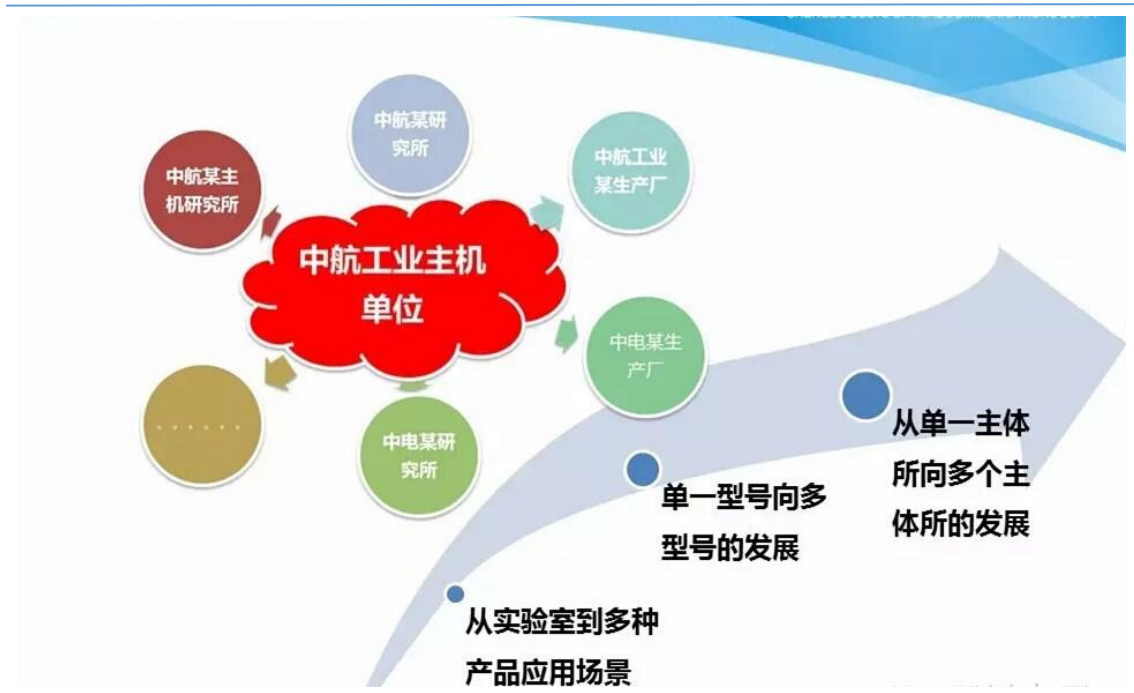 中航某研
究所
中航某主
机研究所
中航工业
某生产厂
中航工业主机
单位
中电某生
产厂
......
中电某研
究所
从单一主体
所向多个主
体所的发展
单一型号向多
型号的发展
从实验室到多种
产品应用场景